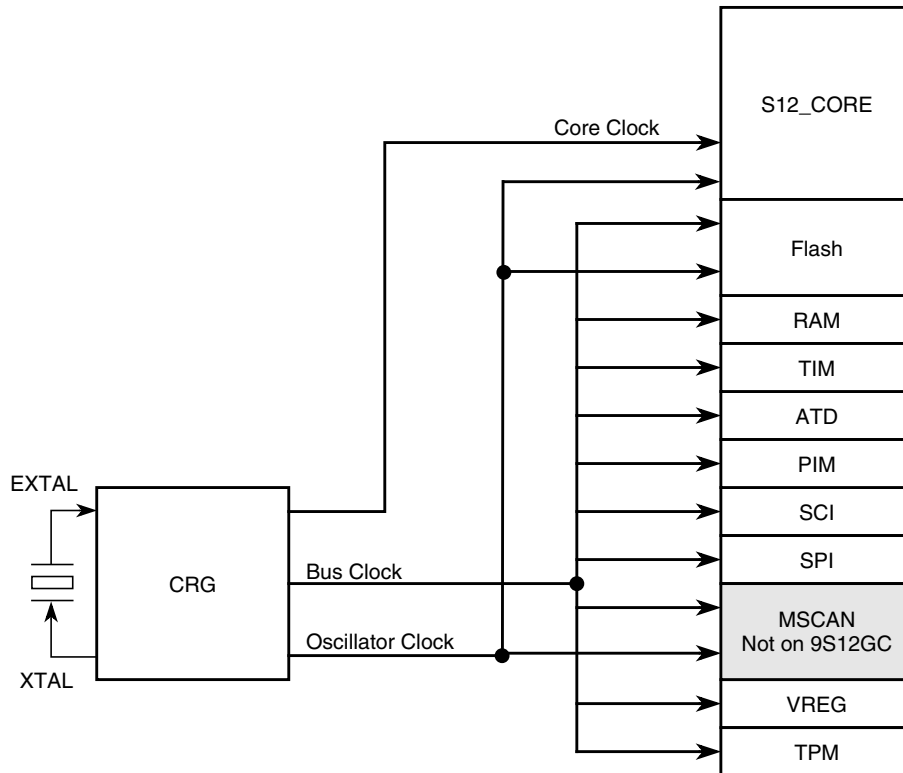 S12_CORE
Core Clock
Flash
RAM
TIM
ATD
PIM
EXTAL
SCI
SPI
CRG
Bus Clock
MSCAN
Not on 9S12GC
Oscillator Clock
XTAL
VREG
TPM